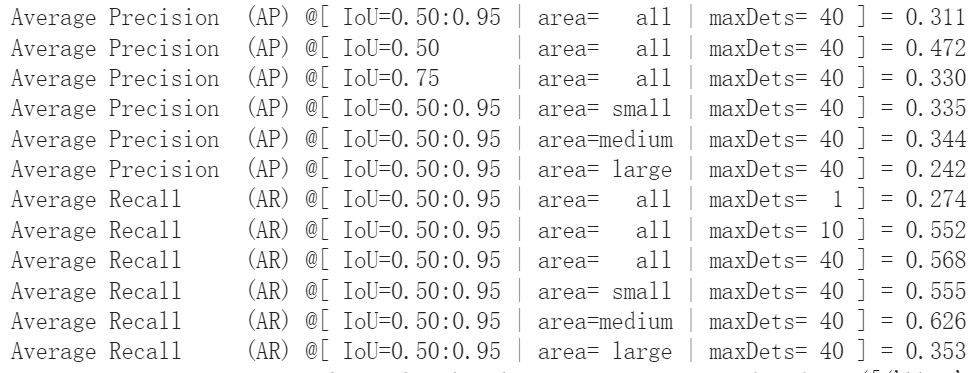 Average Precision  (AP) @[ IoU=0.50:0.95 | area=   all | maxDets= 40 ] = 0.311
Average Precision  (AP) @[ IoU=0.50      | area=   all | maxDets= 40 ] = 0.472
Average Precision  (AP) @[ IoU=0.75      | area=   all | maxDets= 40 ] = 0.330
Average Precision  (AP) @[ IoU=0.50:0.95 | area= small | maxDets= 40 ] = 0.335
Average Precision  (AP) @[ IoU=0.50:0.95 | area=medium | maxDets= 40 ] = 0.344
Average Precision  (AP) @[ IoU=0.50:0.95 | area= large | maxDets= 40 ] = 0.242
Average Recall     (AR) @[ IoU=0.50:0.95 | area=   all | maxDets=  1 ] = 0.274
Average Recall     (AR) @[ IoU=0.50:0.95 | area=   all | maxDets= 10 ] = 0.552
Average Recall     (AR) @[ IoU=0.50:0.95 | area=   all | maxDets= 40 ] = 0.568
Average Recall     (AR) @[ IoU=0.50:0.95 | area= small | maxDets= 40 ] = 0.555
Average Recall     (AR) @[ IoU=0.50:0.95 | area=medium | maxDets= 40 ] = 0.626
Average Recall     (AR) @[ IoU=0.50:0.95 | area= large | maxDets= 40 ] = 0.353